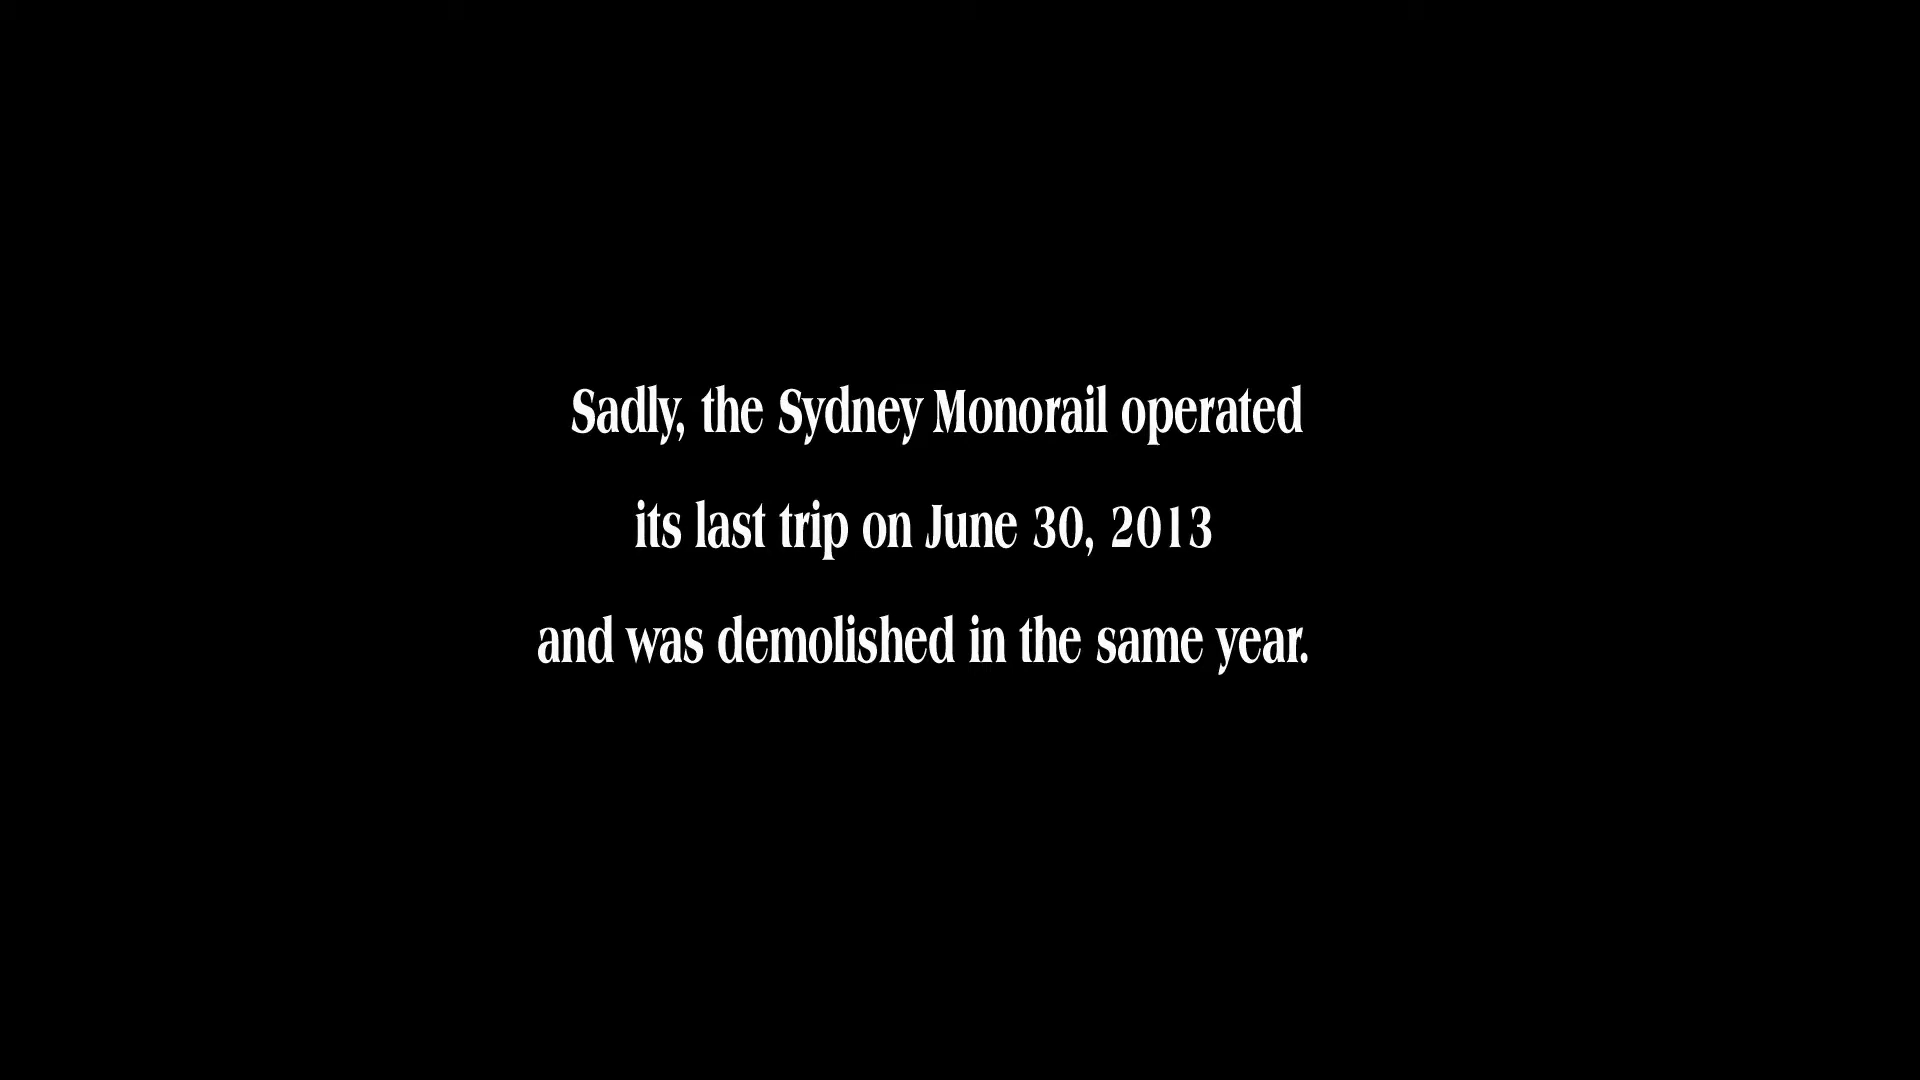 Sadly, the Sydney Monorail operated
its last trip on June 30, 2013
and was demolished in the same year.